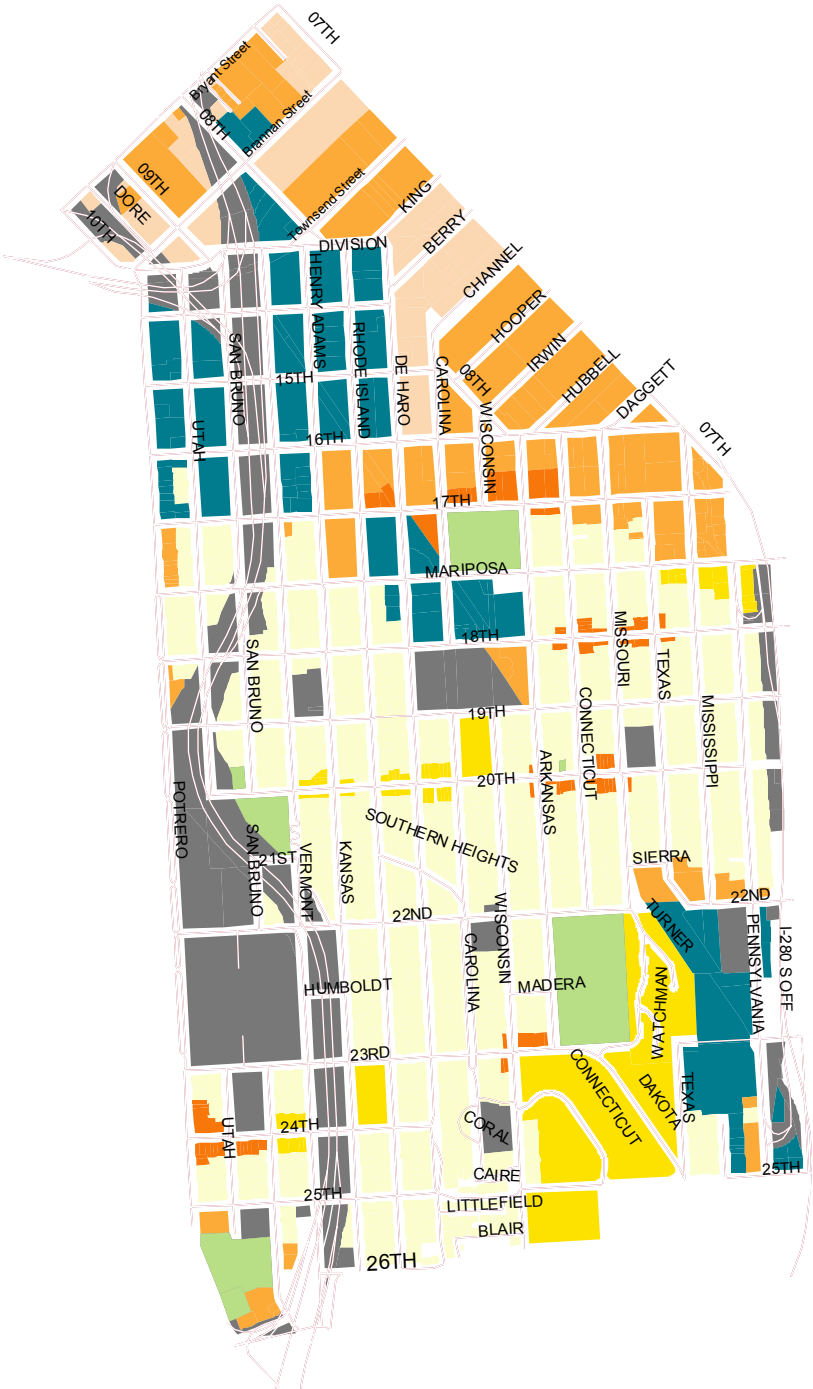 07TH
Bryant Street
08TH
Brannan Street
09TH
DORE
10TH
Townsend Street
KING
DIVISION
BERRY
HENRY ADAMS
CHANNEL
HOOPER
SAN BRUNO
RHODE ISLAND
IRWIN
DE HARO
CAROLINA
08TH
HUBBELL
15TH
DAGGETT
WISCONSIN
UTAH
16TH
07TH
17TH
MARIPOSA
18TH
MISSOURI
SAN BRUNO
TEXAS
CONNECTICUT
MISSISSIPPI
19TH
ARKANSAS
20TH
POTRERO
SOUTHERN HEIGHTS
SAN BRUNO
21ST
VERMONT
KANSAS
SIERRA
22ND
WISCONSIN
22ND
TURNER
PENNSYLVANIA
I-280 S OFF
CAROLINA
HUMBOLDT
MADERA
WATCHMAN
23RD
CONNECTICUT
DAKOTA
TEXAS
UTAH
24TH
CORAL
CAIRE
25TH
25TH
LITTLEFIELD
BLAIR
26TH